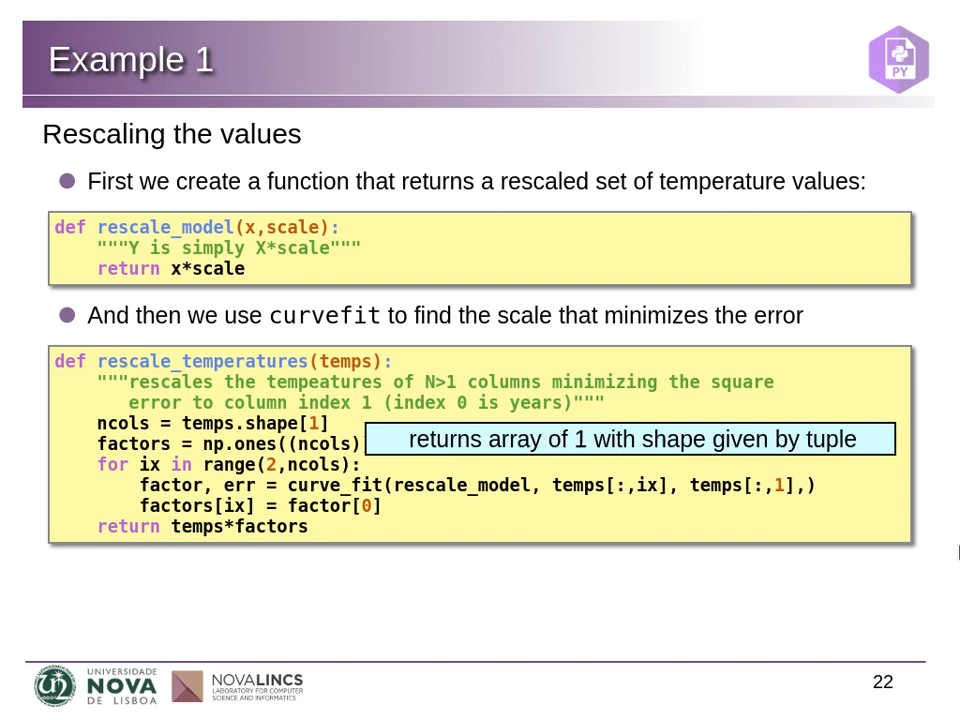 Example 1
PY
Rescaling the values
First we create a function that returns a rescaled set of temperature values:
def rescale_model(x,scale):
    """Y is simply X*scale"""
    return x*scale
And then we use curvefit to find the scale that minimizes the error
def rescale_temperatures(temps):
    """rescales the tempeatures of N>1 columns minimizing the square
       error to column index 1 (index 0 is years)"""
    ncols = temps.shape[1]
    factors = np.ones((ncols)
returns array of 1 with shape given by tuple
    for ix in range(2,ncols):
        factor, err = curve_fit(rescale_model, temps[:,ix], temps[:,1],)
        factors[ix] = factor[0]
    return temps*factors
UNIVERSIDADE
NOVA
DE LISBOA
NOVALINCS
LABORATORY FOR COMPUTER
SCIENCE AND INFORMATICS
22